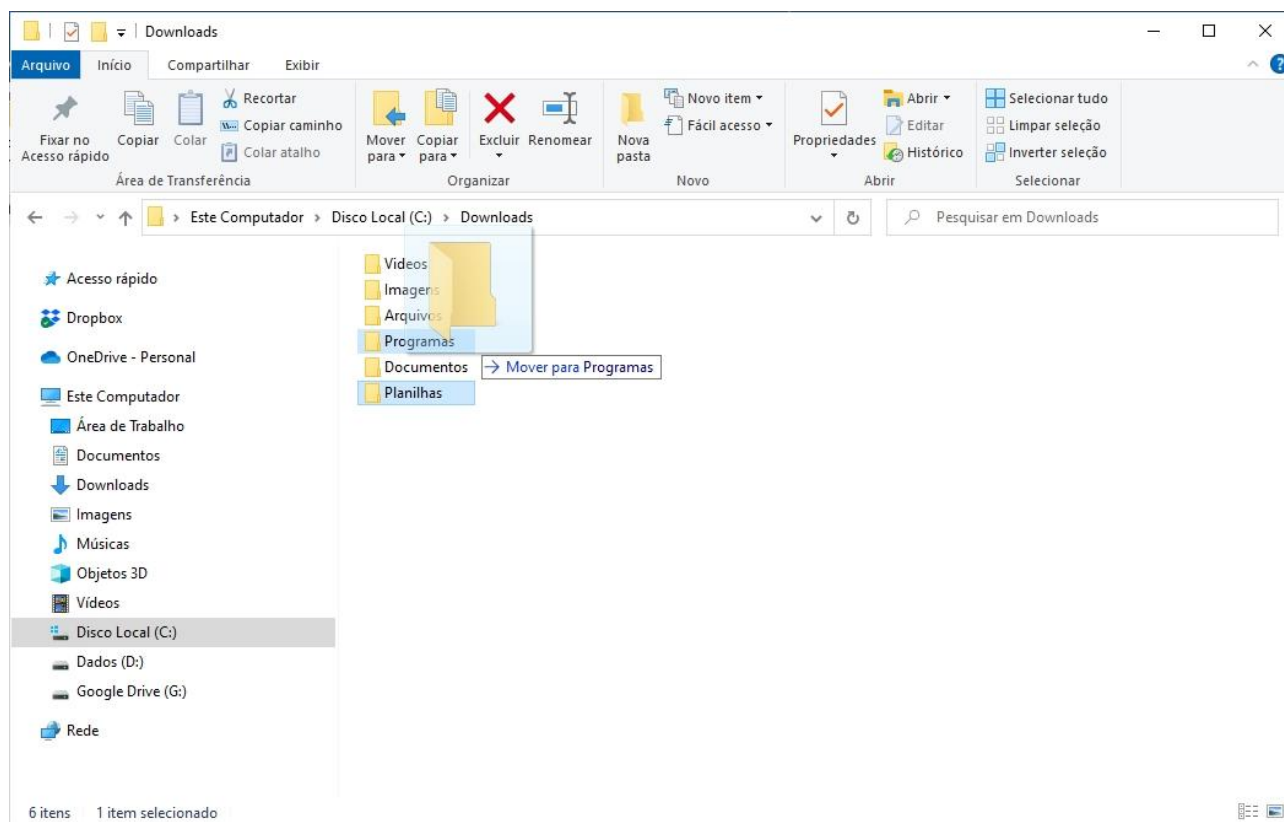 Downloads
Arquivo Início Compartilhar Exibir
Fixar no Acesso rápido
Copiar
Colar
Recortar
Copiar caminho
Colar atalho
Área de Transferência
Mover para
Copiar para
Excluir
Renomear
Organizar
Nova pasta
Novo item
Fácil acesso
Novo
Propriedades
Abrir
Editar
Histórico
Abrir
Selecionar tudo
Limpar seleção
Inverter seleção
Selecionar
Este Computador > Disco Local (C:) > Downloads
Pesquisar em Downloads
Acesso rápido
Dropbox
OneDrive - Personal
Este Computador
Área de Trabalho
Documentos
Downloads
Imagens
Músicas
Objetos 3D
Vídeos
Disco Local (C:)
Dados (D:)
Google Drive (G:)
Rede
Videos
Imagens
Arquivos
Programas
Documentos
Planilhas
→ Mover para Programas
6 itens 1 item selecionado